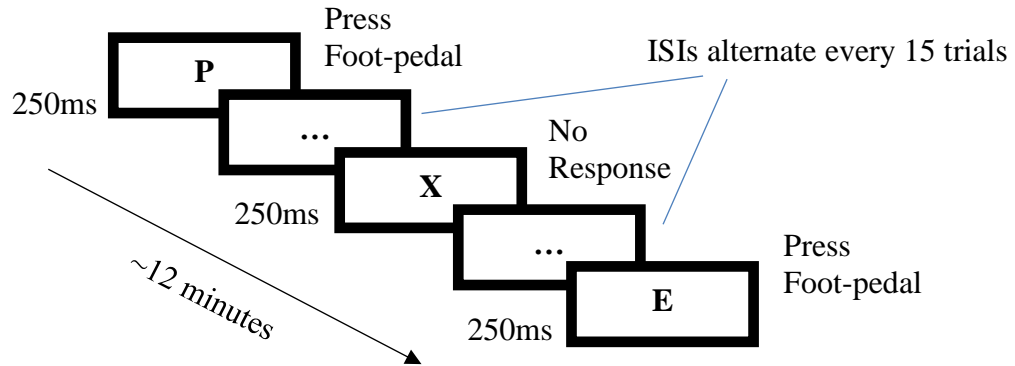 Press
Foot-pedal
ISIs alternate every 15 trials
P
250ms
...
No
Response
X
250ms
...
Press
Foot-pedal
E
250ms
~12 minutes